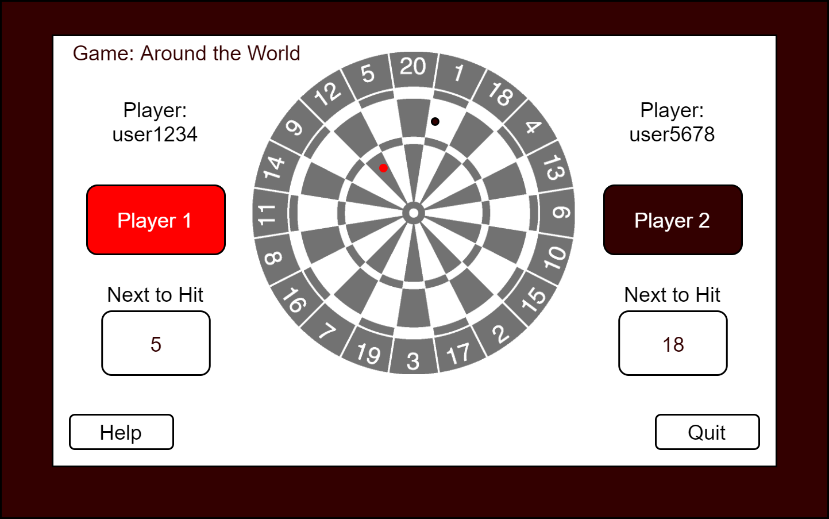 Game: Around the World
Player:
user1234
Player 1
Next to Hit
5
Help
20
1
18
4
13
6
10
15
2
17
3
19
7
16
8
11
14
9
12
5
Player:
user5678
Player 2
Next to Hit
18
Quit